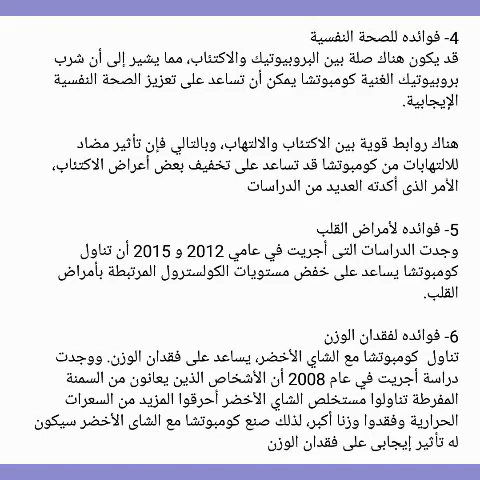 4- فوائده للصحة النفسية
قد يكون هناك صلة بين البروبيوتيك والاكتئاب، مما يشير إلى أن شرب
بروبيوتيك الغنية كومبوتشا يمكن أن تساعد على تعزيز الصحة النفسية
الإيجابية.
هناك روابط قوية بين الاكتئاب والالتهاب، وبالتالي فإن تأثير مضاد
للالتهابات من كومبوتشا قد تساعد على تخفيف بعض أعراض الاكتئاب،
الأمر الذى أكدته العديد من الدراسات
5- فوائده لأمراض القلب
وجدت الدراسات التى أجريت في عامي 2012 و 2015 أن تناول
كومبوتشا يساعد على خفض مستويات الكولسترول المرتبطة بأمراض
القلب.
6- فوائده لفقدان الوزن
تناول كومبوتشا مع الشاي الأخضر، يساعد على فقدان الوزن. ووجدت
دراسة أجريت في عام 2008 أن الأشخاص الذين يعانون من السمنة
المفرطة تناولوا مستخلص الشاي الأخضر أحرقوا المزيد من السعرات
الحرارية وفقدوا وزنا أكبر، لذلك صنع كومبوتشا مع الشاى الأخضر سيكون
له تأثير إيجابى على فقدان الوزن